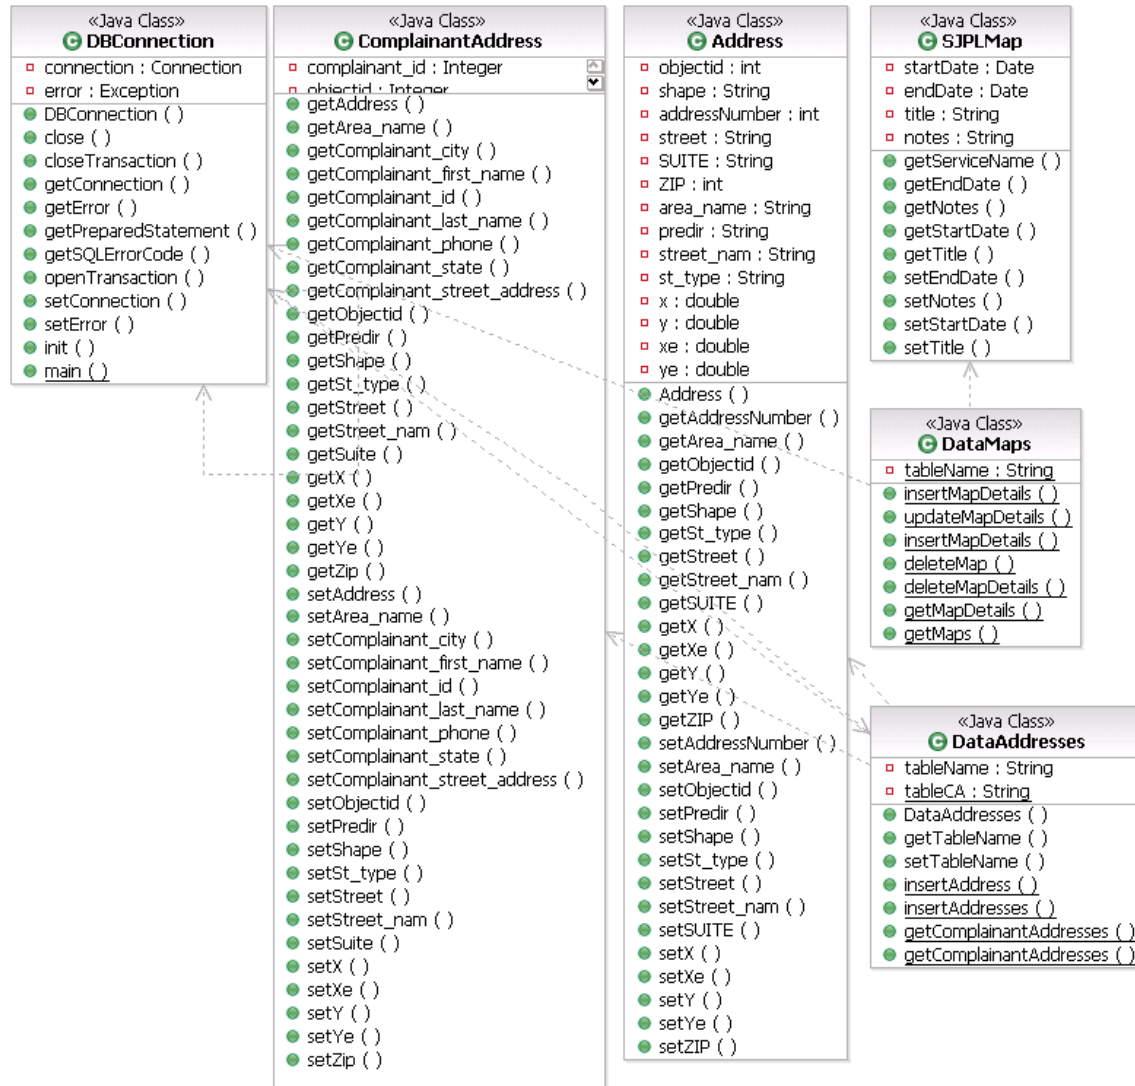 «Java Class»
DBConnection
connection : Connection
error : Exception
DBConnection ( )
close ( )
closeTransaction ( )
getConnection ( )
getError ( )
getPreparedStatement ( )
getSQLErrorCode ( )
openTransaction ( )
setConnection ( )
setError ( )
init ( )
main ( )
«Java Class»
ComplainantAddress
complainant_id : Integer
objectid : Integer
getAddress ( )
getArea_name ( )
getComplainant_city ( )
getComplainant_first_name ( )
getComplainant_id ( )
getComplainant_last_name ( )
getComplainant_phone ( )
getComplainant_state ( )
getComplainant_street_address ( )
getObjectid ( )
getPredir ( )
getShape ( )
getSt_type ( )
getStreet ( )
getStreet_nam ( )
getSuite ( )
getX ( )
getXe ( )
getY ( )
getYe ( )
getZip ( )
setAddress ( )
setArea_name ( )
setComplainant_city ( )
setComplainant_first_name ( )
setComplainant_id ( )
setComplainant_last_name ( )
setComplainant_phone ( )
setComplainant_state ( )
setComplainant_street_address ( )
setObjectid ( )
setPredir ( )
setShape ( )
setSt_type ( )
setStreet ( )
setStreet_nam ( )
setSuite ( )
setX ( )
setXe ( )
setY ( )
setYe ( )
setZip ( )
«Java Class»
Address
objectid : int
shape : String
addressNumber : int
street : String
SUITE : String
ZIP : int
area_name : String
predir : String
street_nam : String
st_type : String
x : double
y : double
xe : double
ye : double
Address ( )
getAddressNumber ( )
getArea_name ( )
getObjectid ( )
getPredir ( )
getShape ( )
getSt_type ( )
getStreet ( )
getStreet_nam ( )
getSUITE ( )
getX ( )
getXe ( )
getY ( )
getYe ( )
getZIP ( )
setAddressNumber ( )
setArea_name ( )
setObjectid ( )
setPredir ( )
setShape ( )
setSt_type ( )
setStreet ( )
setStreet_nam ( )
setSUITE ( )
setX ( )
setXe ( )
setY ( )
setYe ( )
setZIP ( )
«Java Class»
SJPLMap
startDate : Date
endDate : Date
title : String
notes : String
getServiceName ( )
getEndDate ( )
getNotes ( )
getStartDate ( )
getTitle ( )
setEndDate ( )
setNotes ( )
setStartDate ( )
setTitle ( )
«Java Class»
DataMaps
tableName : String
insertMapDetails ( )
updateMapDetails ( )
insertMapDetails ( )
deleteMap ( )
deleteMapDetails ( )
getMapDetails ( )
getMaps ( )
«Java Class»
DataAddresses
tableName : String
tableCA : String
DataAddresses ( )
getTableName ( )
setTableName ( )
insertAddress ( )
insertAddresses ( )
getComplainantAddresses ( )
getComplainantAddresses ( )